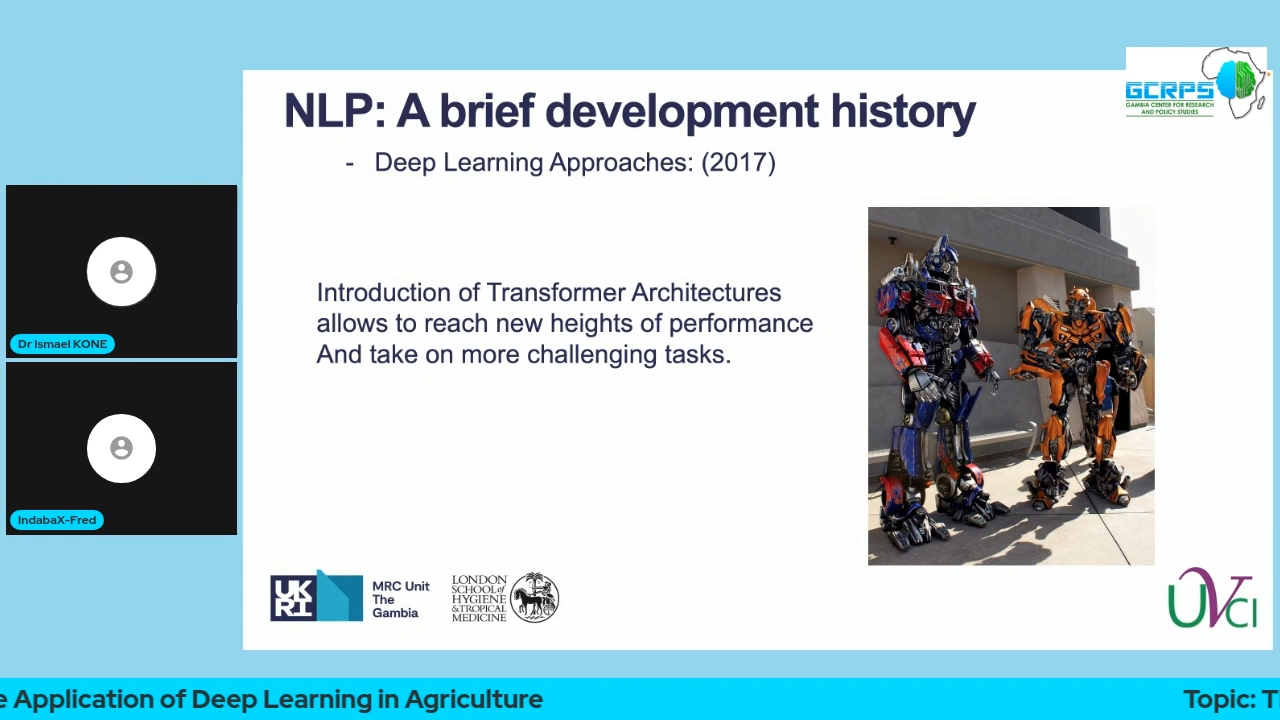 GCRPS
GAMBIA CENTER FOR RESEARCH
AND POLICY STUDIES
NLP: A brief development history
- Deep Learning Approaches: (2017)
Introduction of Transformer Architectures
allows to reach new heights of performance
And take on more challenging tasks.
Dr Ismael KONE
IndabaX-Fred
UK
RI
MRC Unit
The
Gambia
LONDON
SCHOOL of
HYGIENE
& TROPICAL
MEDICINE
UVCI
e Application of Deep Learning in Agriculture
Topic: T